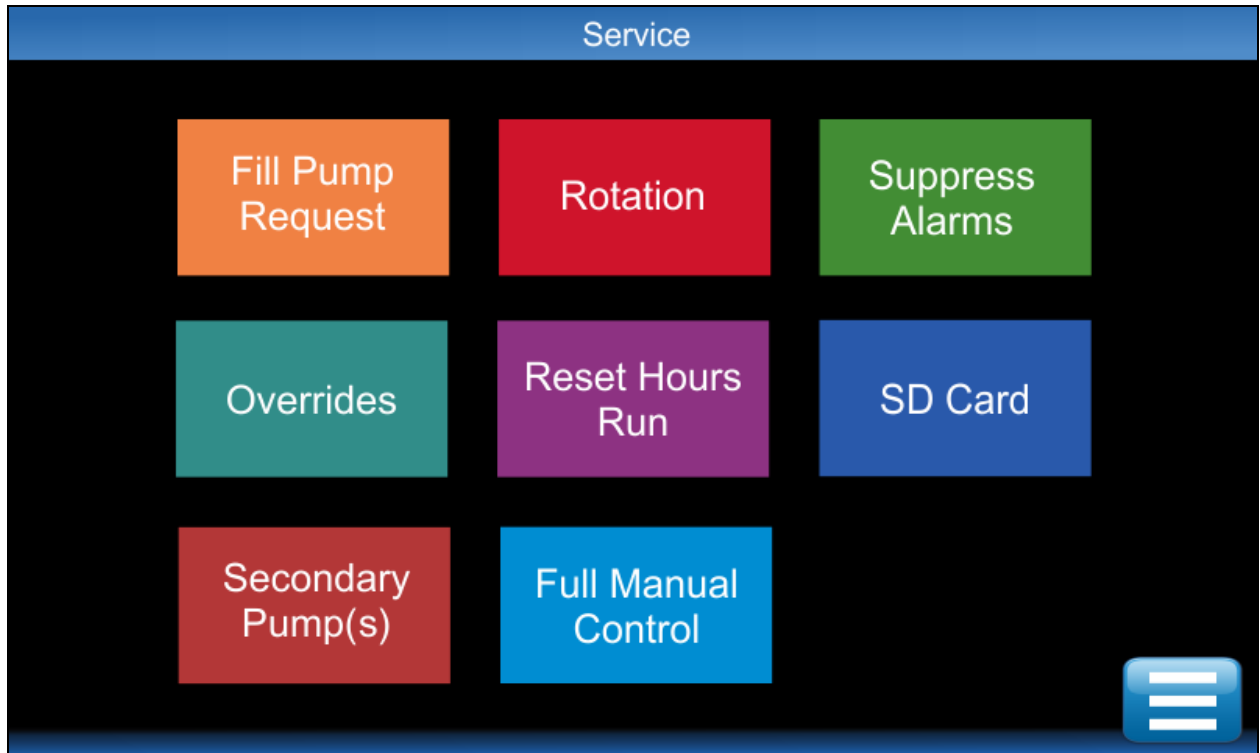 Service
Fill Pump
Request
Rotation
Suppress
Alarms
Overrides
Reset Hours
Run
SD Card
Secondary
Pump(s)
Full Manual
Control